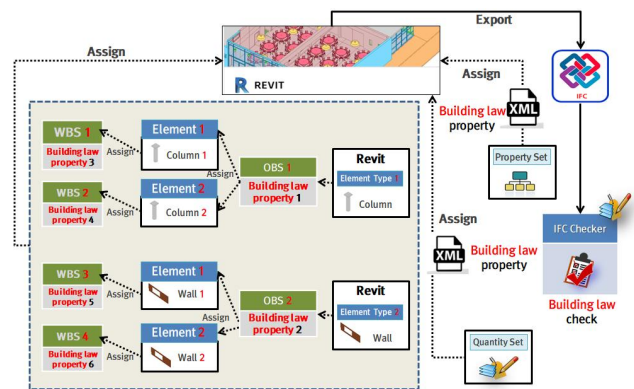 Export
Assign
R REVIT
Assign
IFC
XML
Building law
property
Property Set
WBS 1
Building law
property 3
Assign
Element 1
Column 1
WBS 2
Building law
property 4
Assign
Element 2
Column 2
Assign
OBS 1
Building law
property 1
Revit
Element Type 1
Column
Assign
XML
Building law
property
IFC Checker
Building law
check
WBS 3
Building law
property 5
Assign
Element 1
Wall 1
WBS 4
Building law
property 6
Assign
Element 2
Wall 2
Assign
OBS 2
Building law
property 2
Revit
Element Type 2
Wall
Quantity Set